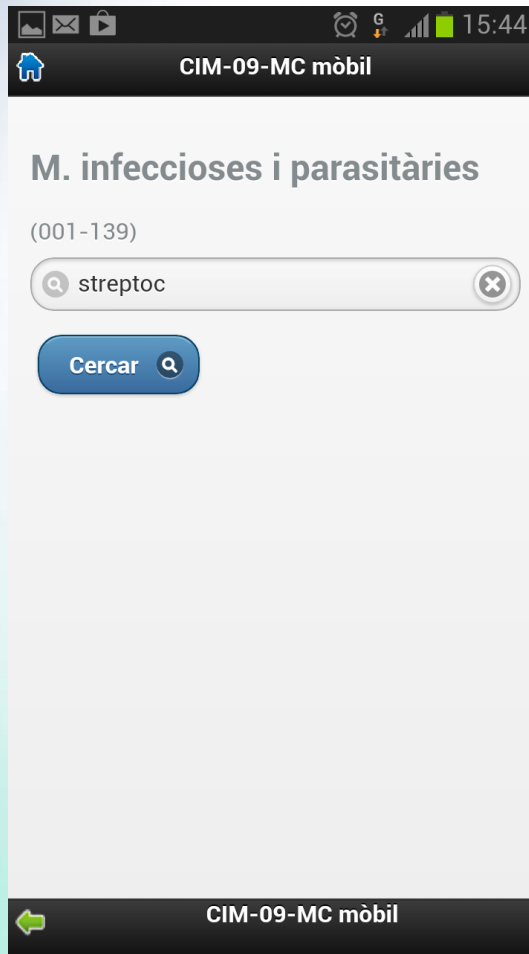 G
15:44
CIM-09-MC mòbil
M. infeccioses i parasitàries
(001-139)
streptoc
Cercar
CIM-09-MC mòbil